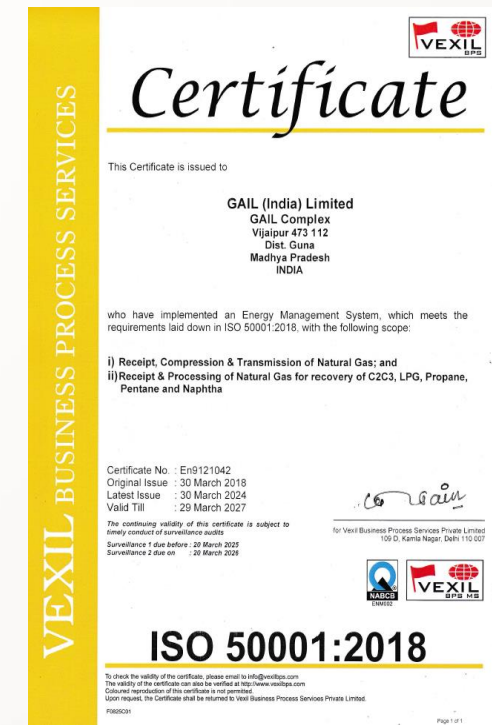 VEXIL
BPS
Certificate
VEXIL BUSINESS PROCESS SERVICES
This Certificate is issued to
GAIL (India) Limited
GAIL Complex
Vijaipur 473 112
Dist. Guna
Madhya Pradesh
INDIA
who have implemented an Energy Management System, which meets the
requirements laid down in ISO 50001:2018, with the following scope:
i) Receipt, Compression & Transmission of Natural Gas; and
ii)Receipt & Processing of Natural Gas for recovery of C2C3, LPG, Propane,
Pentane and Naphtha
Certificate No. : En9121042
Original Issue : 30 March 2018
Latest Issue : 30 March 2024
Valid Till : 29 March 2027
The continuing validity of this certificate is subject to
timely conduct of surveillance audits
Surveillance 1 due before : 20 March 2025
Surveillance 2 due on : 20 March 2026
for Vexil Business Process Services Private Limited
109 D, Kamla Nagar, Delhi 110 007
NABCB
ENM002
VEXIL
BPS MS
ISO 50001:2018
To check the validity of the certificate, please email to info@vexilbps.com
The validity of the certificate can also be verified at http://www.vexilbps.com
Coloured reproduction of this certificate is not permitted.
Upon request, the Certificate shall be returned to Vexil Business Process Services Private Limited.
F0825C01
Page 1 of 1